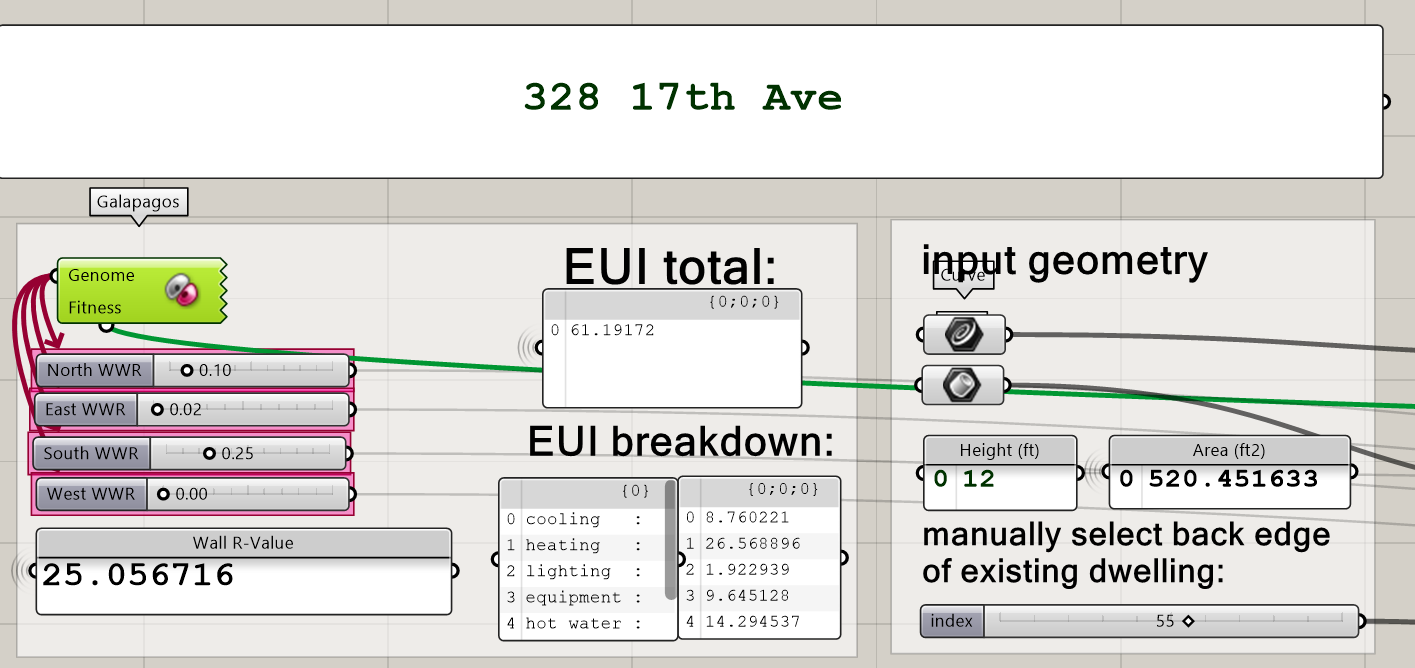 328 17th Ave
Galapagos
Genome
Fitness
North WWR 0.10
East WWR 0.02
South WWR 0.25
West WWR 0.00
Wall R-Value
25.056716
EUI total:
{0;0;0}
0 61.19172
EUI breakdown:
{0}
0 cooling :
1 heating :
2 lighting :
3 equipment :
4 hot water :
{0;0;0}
0 8.760221
1 26.568896
2 1.922939
3 9.645128
4 14.294537
input geometry
Curve
Height (ft)
0 12
Area (ft2)
0 520.451633
manually select back edge
of existing dwelling:
index 55